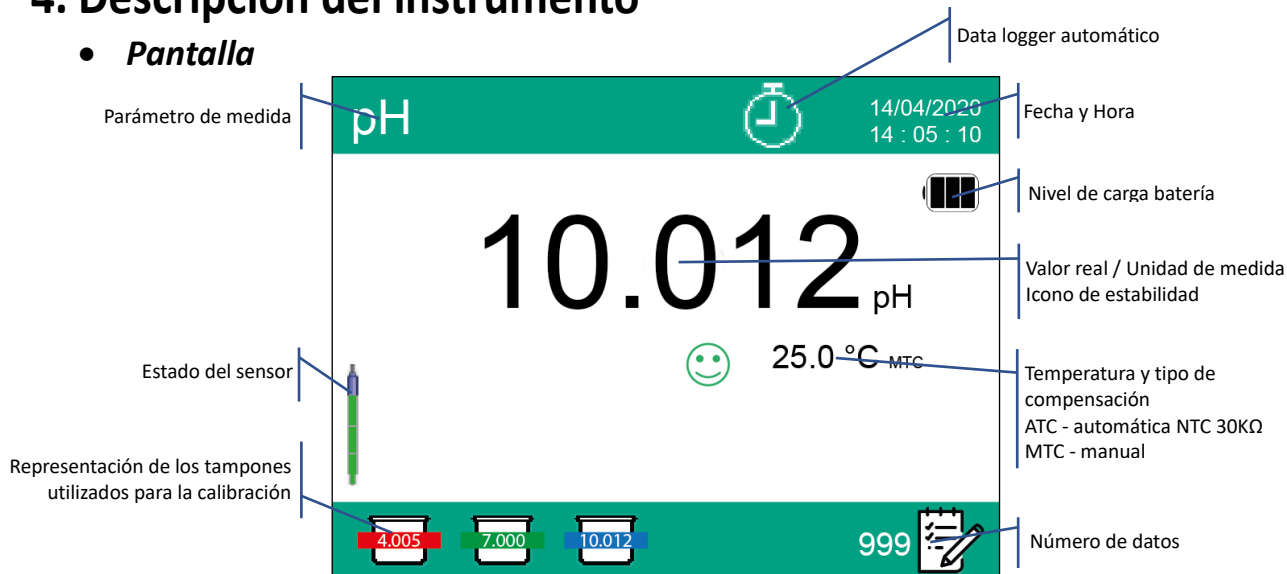 4. Descripción del instrumento
• Pantalla
Data logger automático
Parámetro de medida
pH
14/04/2020
14 : 05 : 10
Fecha y Hora
Nivel de carga batería
10.012 pH
Valor real / Unidad de medida
Icono de estabilidad
25.0 °C MTC
Estado del sensor
Temperatura y tipo de
compensación
ATC - automática NTC 30KΩ
MTC - manual
Representación de los tampones
utilizados para la calibración
4.005
7.000
10.012
999
Número de datos